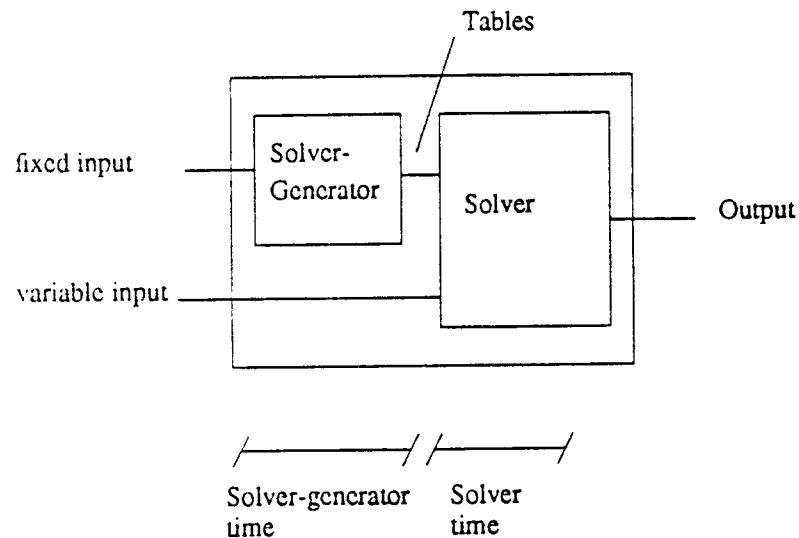 Tables
fixed input
Solver-
Generator
Solver
Output
variable input
Solver-generator
time
Solver
time